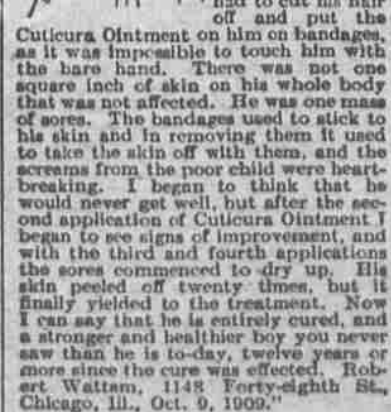 had to cut his hair
off and put the
Cuticura Ointment on him on bandages,
as it was impossible to touch him with
the bare hand. There was not one
square inch of skin on his whole body
that was not affected. He was one mass
of sores. The bandages used to stick to
his skin and in removing them it used
to take the skin off with them, and the
screams from the poor child were heart-
breaking. I began to think that he
would never get well, but after the sec-
ond application of Cuticura Ointment I
began to see signs of improvement, and
with the third and fourth applications
the sores commenced to dry up. His
skin peeled off twenty times, but it
finally yielded to the treatment. Now
I can say that he is entirely cured, and
a stronger and healthier boy you never
saw than he is to-day, twelve years or
more since the cure was effected. Rob-
ert Wattam, 1148 Forty-eighth St.,
Chicago, Ill., Oct. 9, 1909."